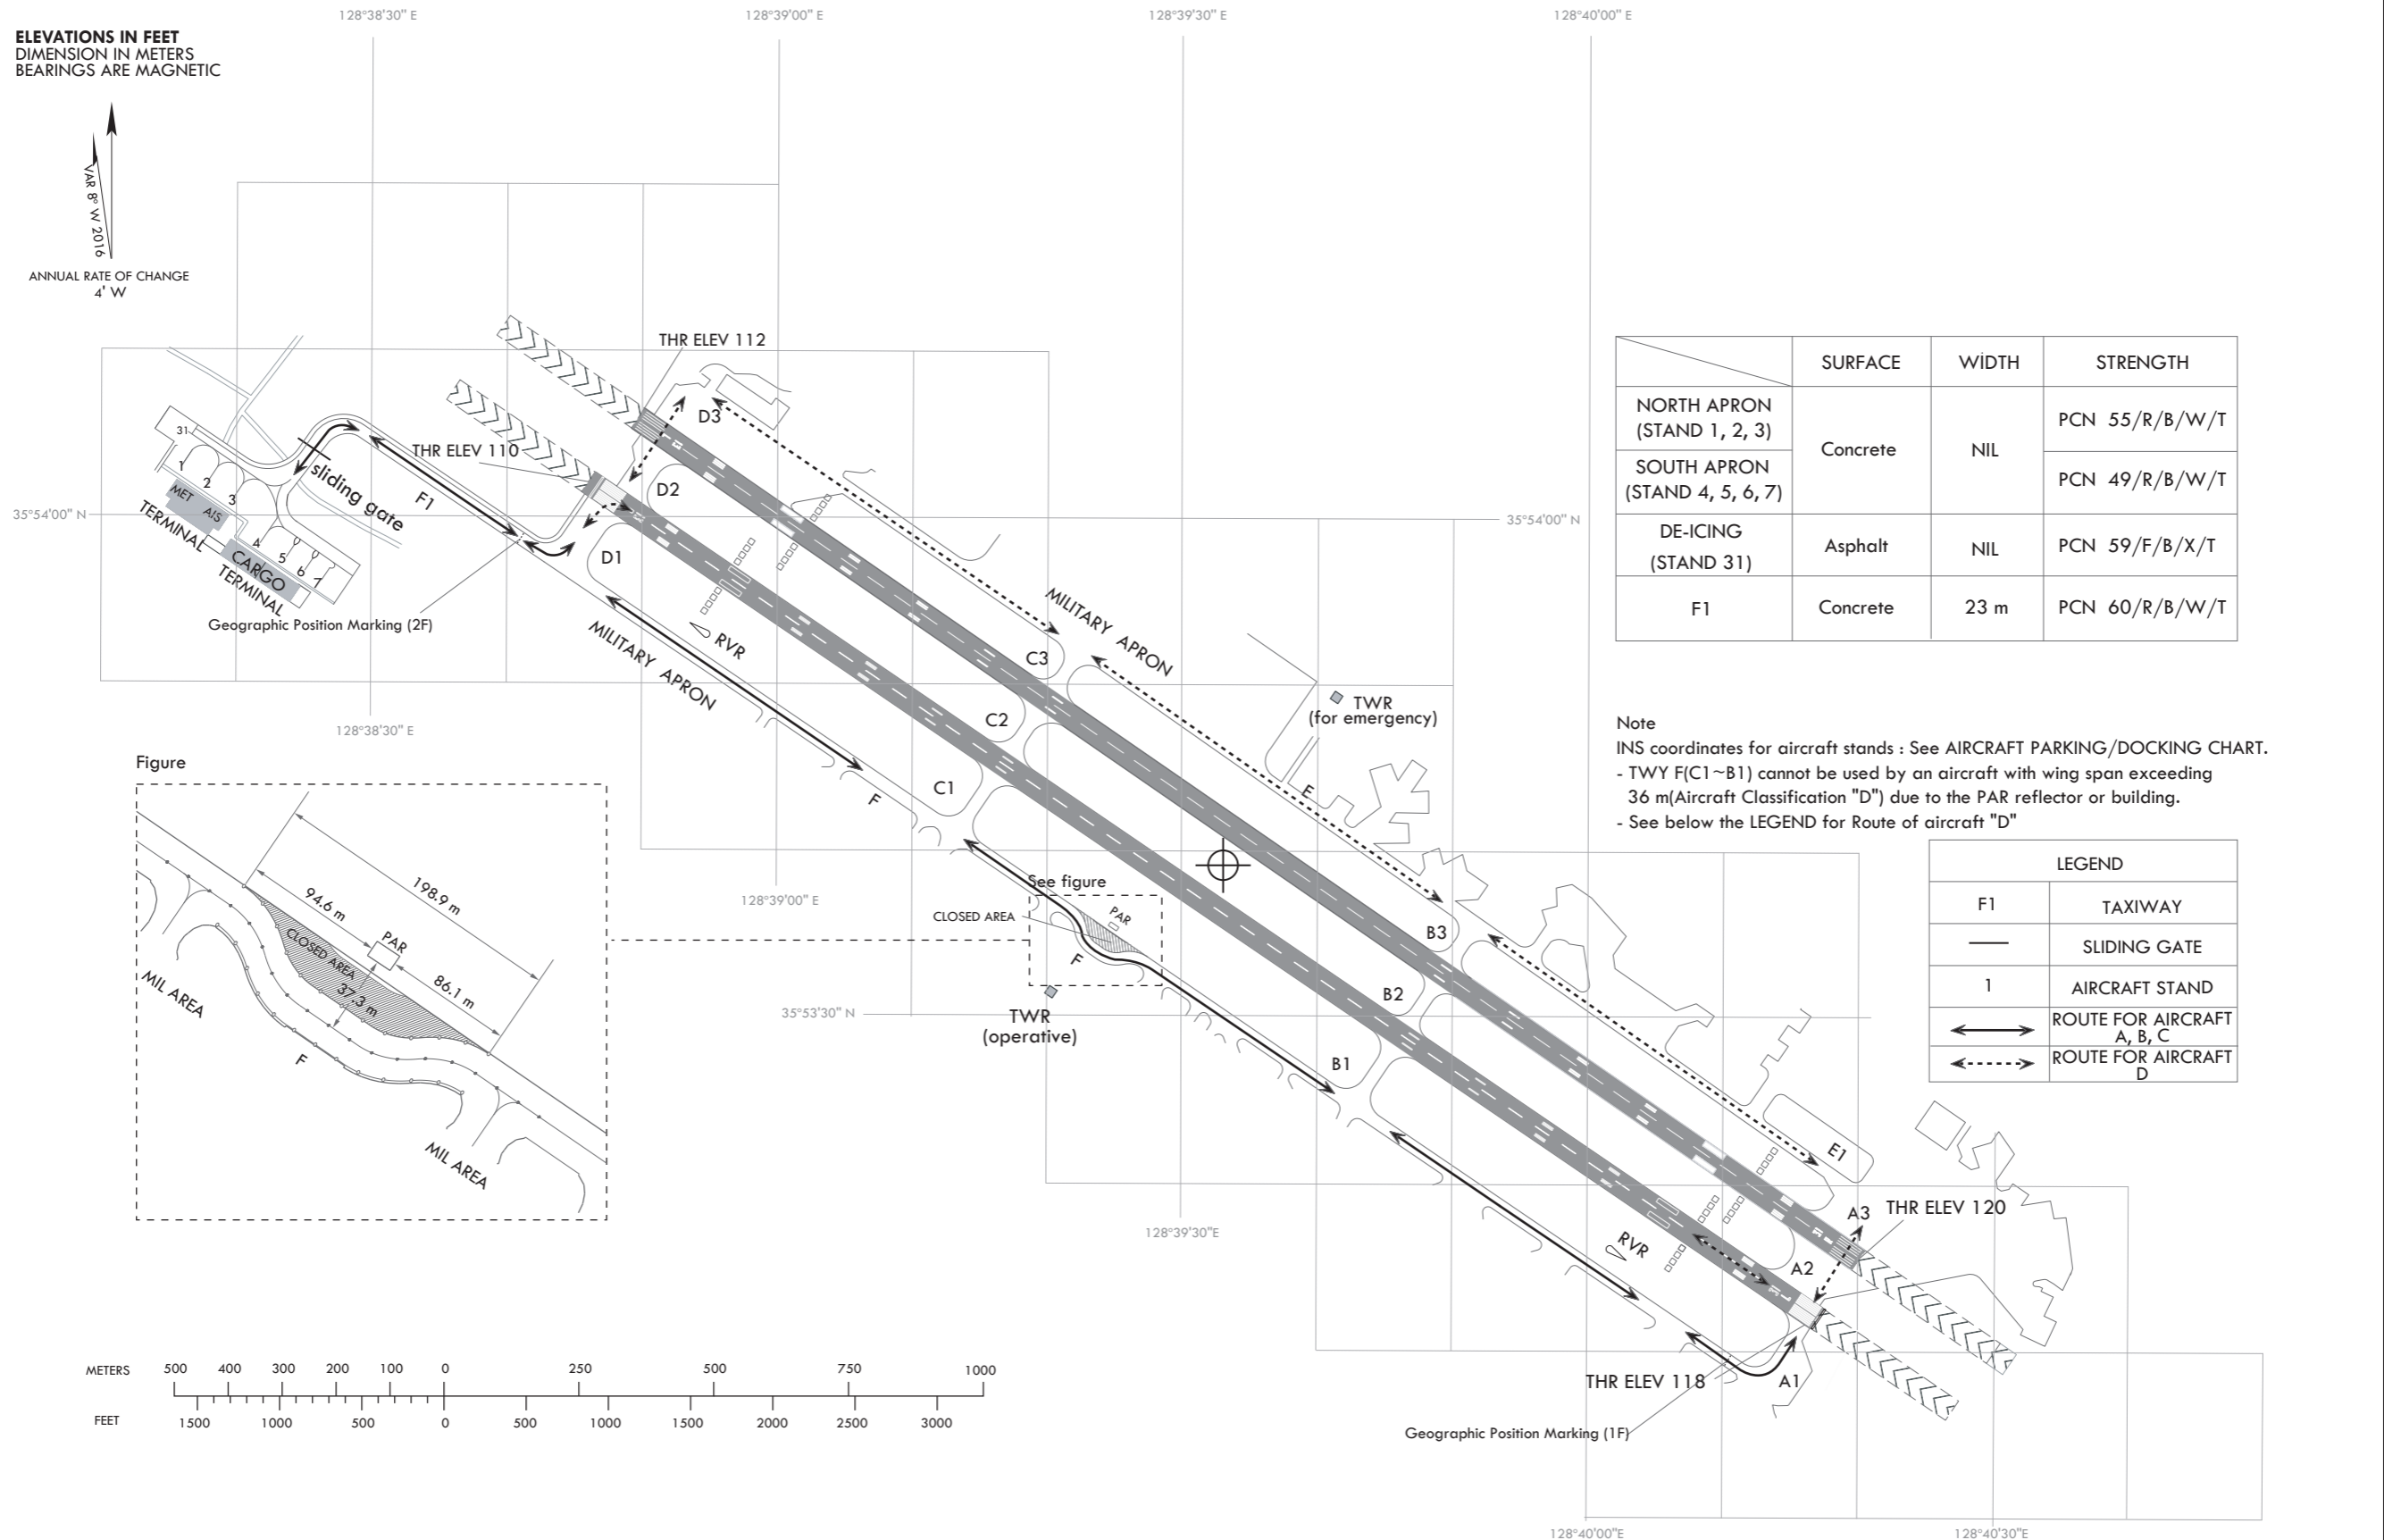 128°38'30" E
128°39'00" E
128°39'30" E
128°40'00" E
ELEVATIONS IN FEET
DIMENSION IN METERS
BEARINGS ARE MAGNETIC
VAR 8° W 2016
ANNUAL RATE OF CHANGE
4' W
THR ELEV 112
D3
31
THR ELEV 110
sliding gate
F1
D2
1
2
3
MET
AIS
TERMINAL
35°54'00" N
35°54'00" N
4
5
6
7
CARGO
TERMINAL
D1
Geographic Position Marking (2F)
RVR
MILITARY APRON
MILITARY APRON
C3
C2
C1
F
TWR
(for emergency)
E
128°38'30" E
SURFACE
WIDTH
STRENGTH
NORTH APRON
(STAND 1, 2, 3)
PCN 55/R/B/W/T
Concrete
NIL
SOUTH APRON
(STAND 4, 5, 6, 7)
PCN 49/R/B/W/T
DE-ICING
(STAND 31)
Asphalt
NIL
PCN 59/F/B/X/T
F1
Concrete
23 m
PCN 60/R/B/W/T
Note
INS coordinates for aircraft stands : See AIRCRAFT PARKING/DOCKING CHART.
- TWY F(C1~B1) cannot be used by an aircraft with wing span exceeding
36 m(Aircraft Classification "D") due to the PAR reflector or building.
- See below the LEGEND for Route of aircraft "D"
LEGEND
F1
TAXIWAY
SLIDING GATE
1
AIRCRAFT STAND
ROUTE FOR AIRCRAFT
A, B, C
ROUTE FOR AIRCRAFT
D
Figure
198.9 m
94.6 m
PAR
CLOSED AREA
86.1 m
37.3 m
MIL AREA
F
MIL AREA
128°39'00" E
See figure
CLOSED AREA
PAR
F
TWR
(operative)
35°53'30" N
B3
B2
B1
E1
128°39'30"E
RVR
A3
THR ELEV 120
A2
THR ELEV 118
A1
Geographic Position Marking (1F)
METERS
500 400 300 200 100 0 250 500 750 1000
FEET
1500 1000 500 0 500 1000 1500 2000 2500 3000
128°40'00"E
128°40'30"E